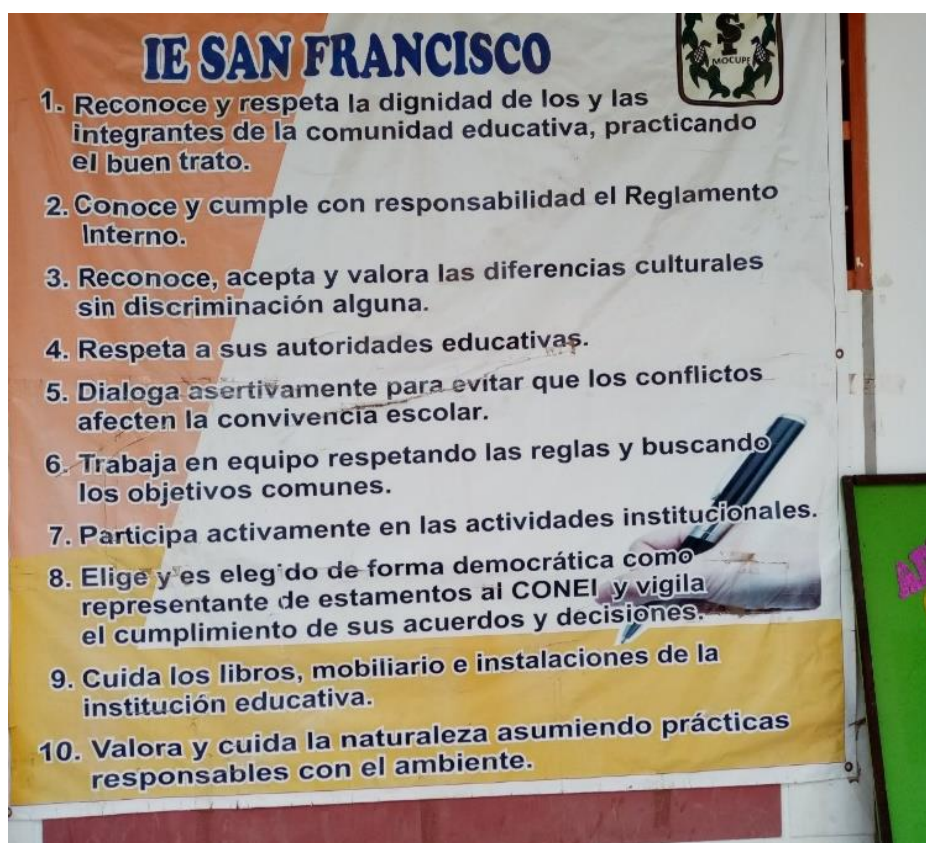 IE SAN FRANCISCO
SF
MOCUPE
1. Reconoce y respeta la dignidad de los y las
integrantes de la comunidad educativa, practicando
el buen trato.
2. Conoce y cumple con responsabilidad el Reglamento
Interno.
3. Reconoce, acepta y valora las diferencias culturales
sin discriminación alguna.
4. Respeta a sus autoridades educativas.
5. Dialoga asertivamente para evitar que los conflictos
afecten la convivencia escolar.
6. Trabaja en equipo respetando las reglas y buscando
los objetivos comunes.
7. Participa activamente en las actividades institucionales.
8. Elige y es elegido de forma democrática como
representante de estamentos al CONEI y vigila
el cumplimiento de sus acuerdos y decisiones.
9. Cuida los libros, mobiliario e instalaciones de la
institución educativa.
10. Valora y cuida la naturaleza asumiendo prácticas
responsables con el ambiente.